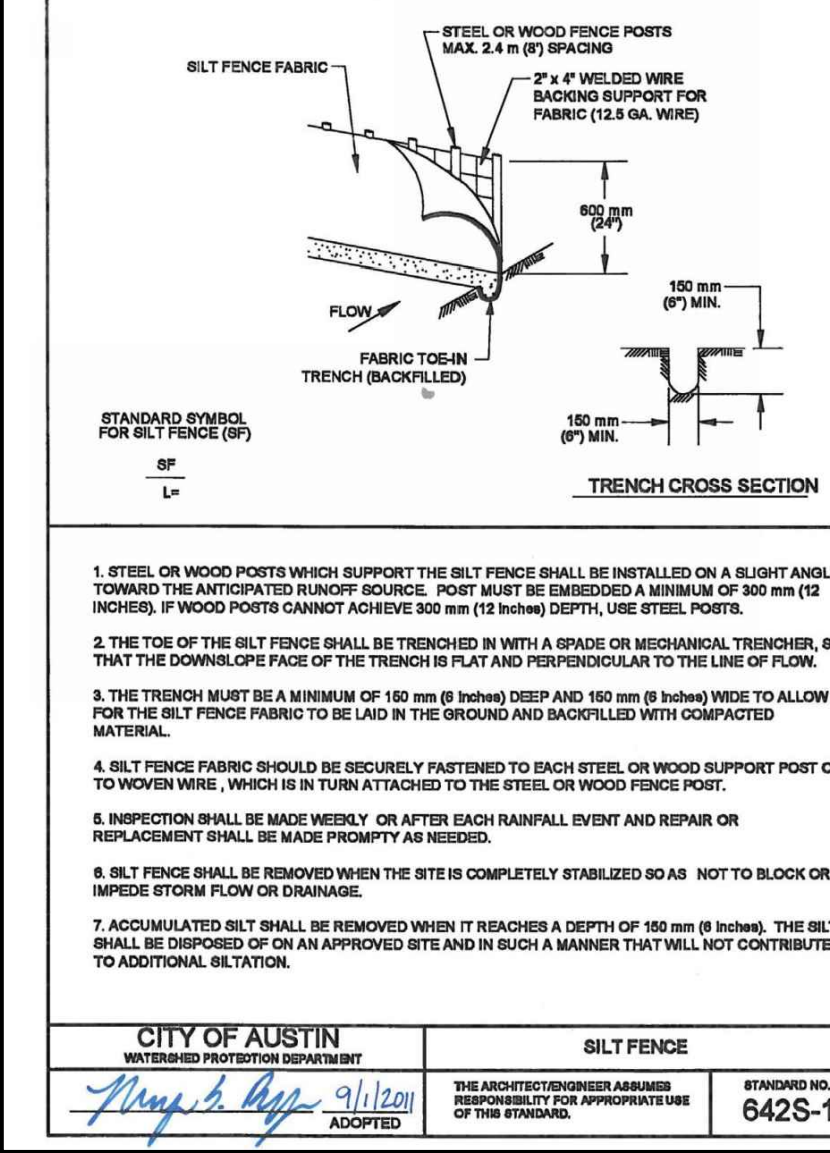 STEEL OR WOOD FENCE POSTS
MAX. 2.4 m (8') SPACING
SILT FENCE FABRIC
2" x 4" WELDED WIRE
BACKING SUPPORT FOR
FABRIC (12.5 GA. WIRE)
600 mm
(24")
150 mm
(6") MIN.
FLOW
FABRIC TOE-IN
TRENCH (BACKFILLED)
STANDARD SYMBOL
FOR SILT FENCE (SF)
SF
L=
150 mm
(6") MIN.
TRENCH CROSS SECTION
1. STEEL OR WOOD POSTS WHICH SUPPORT THE SILT FENCE SHALL BE INSTALLED ON A SLIGHT ANGL
TOWARD THE ANTICIPATED RUNOFF SOURCE. POST MUST BE EMBEDDED A MINIMUM OF 300 mm (12
INCHES). IF WOOD POSTS CANNOT ACHIEVE 300 mm (12 Inches) DEPTH, USE STEEL POSTS.
2. THE TOE OF THE SILT FENCE SHALL BE TRENCHED IN WITH A SPADE OR MECHANICAL TRENCHER, S
THAT THE DOWNSLOPE FACE OF THE TRENCH IS FLAT AND PERPENDICULAR TO THE LINE OF FLOW.
3. THE TRENCH MUST BE A MINIMUM OF 150 mm (6 Inches) DEEP AND 150 mm (6 Inches) WIDE TO ALLOW
FOR THE SILT FENCE FABRIC TO BE LAID IN THE GROUND AND BACKFILLED WITH COMPACTED
MATERIAL.
4. SILT FENCE FABRIC SHOULD BE SECURELY FASTENED TO EACH STEEL OR WOOD SUPPORT POST O
TO WOVEN WIRE , WHICH IS IN TURN ATTACHED TO THE STEEL OR WOOD FENCE POST.
5. INSPECTION SHALL BE MADE WEEKLY OR AFTER EACH RAINFALL EVENT AND REPAIR OR
REPLACEMENT SHALL BE MADE PROMPTY AS NEEDED.
6. SILT FENCE SHALL BE REMOVED WHEN THE SITE IS COMPLETELY STABILIZED SO AS NOT TO BLOCK OR
IMPEDE STORM FLOW OR DRAINAGE.
7. ACCUMULATED SILT SHALL BE REMOVED WHEN IT REACHES A DEPTH OF 150 mm (6 Inches). THE SIL
SHALL BE DISPOSED OF ON AN APPROVED SITE AND IN SUCH A MANNER THAT WILL NOT CONTRIBUTE
TO ADDITIONAL SILTATION.
CITY OF AUSTIN
WATERSHED PROTECTION DEPARTMENT
SILT FENCE
9/1/2011
ADOPTED
THE ARCHITECT/ENGINEER ASSUMES
RESPONSIBILITY FOR APPROPRIATE USE
OF THIS STANDARD.
STANDARD NO.
642S-1